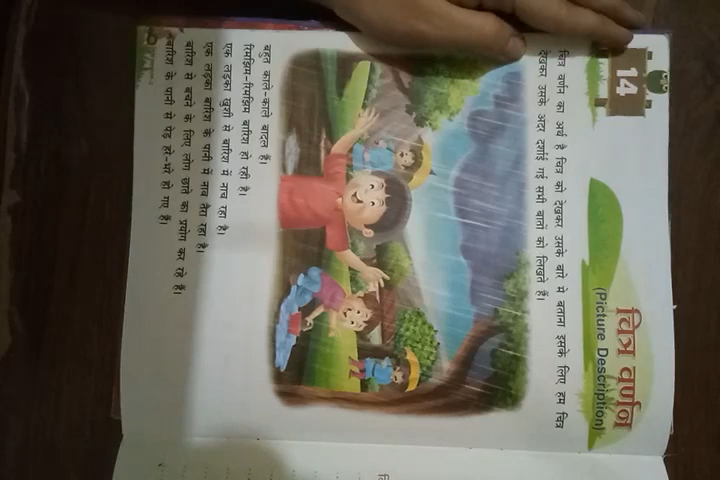 14
चित्र वर्णन
(Picture Description)
चित्र वर्णन का अर्थ है चित्र को देखकर उसके बारे मे बताना इसके लिए हम चित्र
देखकर उसके अंदर दर्शाई गई सभी बातों को लिखते हैं।
बहुत काले-काले बादल हैं।
रिमझिम-रिमझिम बारिश हो रही है।
एक लड़का खुशी से बारिश में नाच रहा है।
एक लड़का बारिश के पानी में नाव तैरा रहा है।
बारिश से बचने के लिए लोग छाते का प्रयोग कर रहे हैं।
बारिश के पानी से पेड़ हरे-भरे हो गए हैं।